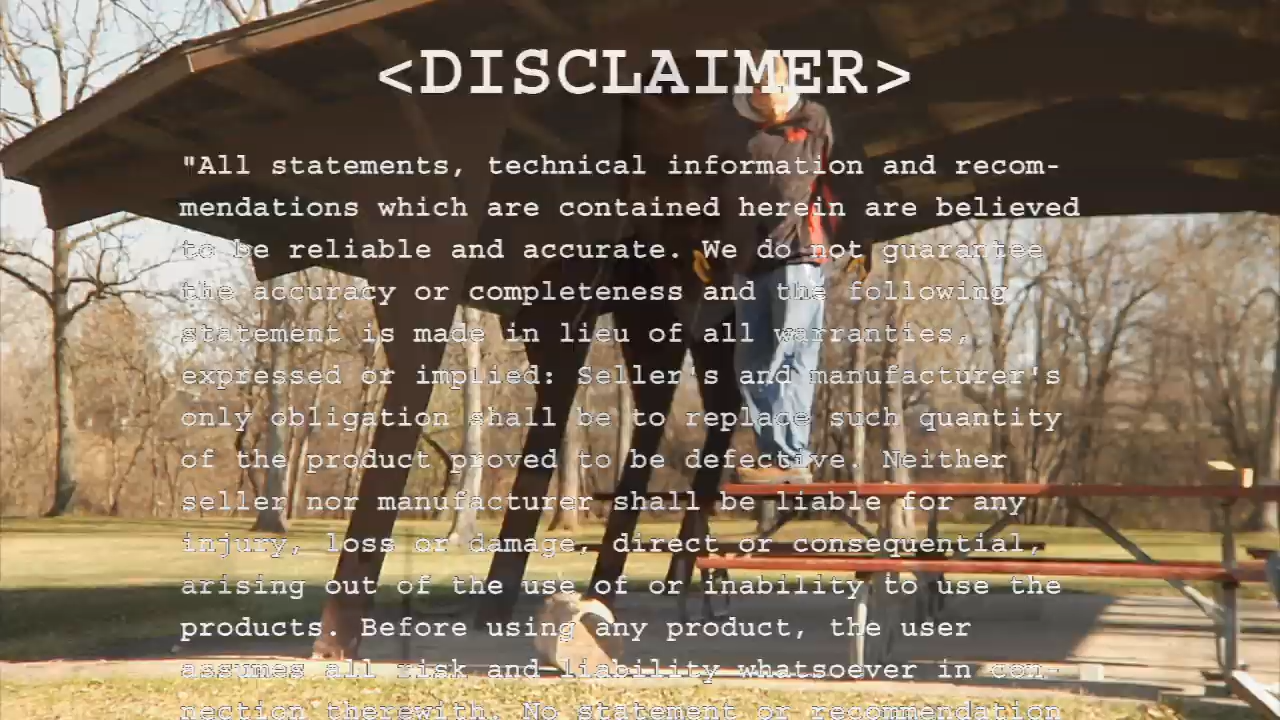 <DISCLAIMER>
"All statements, technical information and recom-
mendations which are contained herein are believed
to be reliable and accurate. We do not guarantee
the accuracy or completeness and the following
statement is made in lieu of all warranties,
expressed or implied: Seller's and manufacturer's
only obligation shall be to replace such quantity
of the product proved to be defective. Neither
seller nor manufacturer shall be liable for any
injury, loss or damage, direct or consequential,
arising out of the use of or inability to use the
products. Before using any product, the user
assumes all risk and liability whatsoever in con-
nection therewith. No statement or recommendation